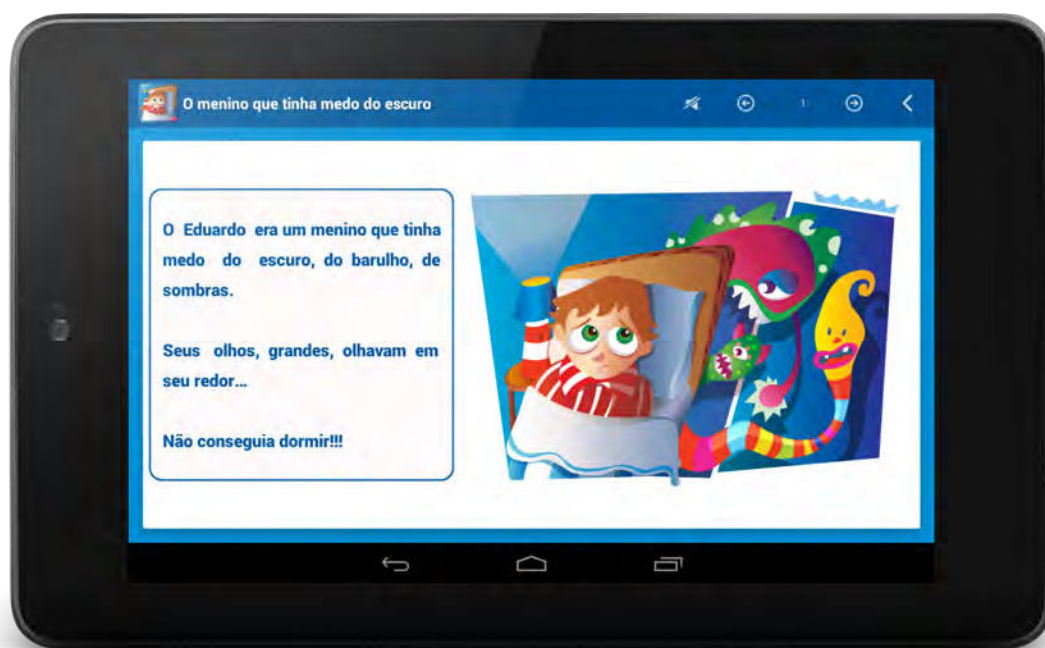 O menino que tinha medo do escuro
1
O Eduardo era um menino que tinha
medo do escuro, do barulho, de
sombras.
Seus olhos, grandes, olhavam em
seu redor...
Não conseguia dormir!!!